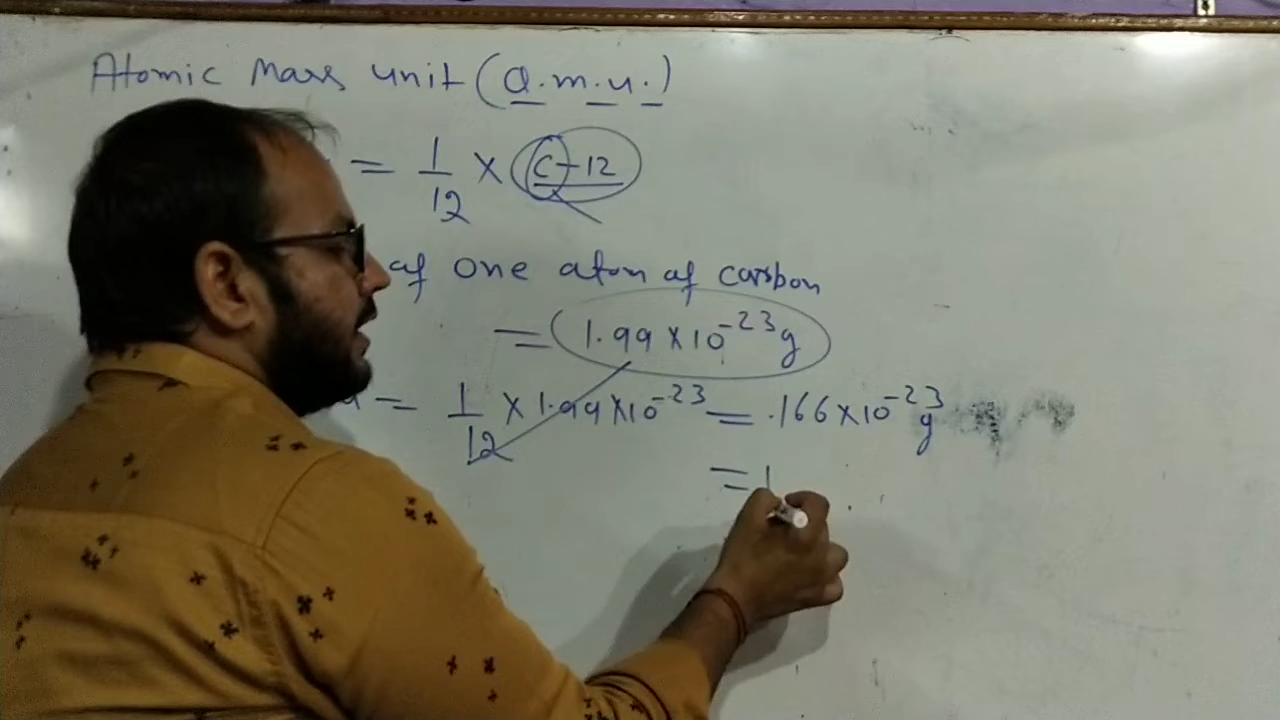 Atomic Mass unit (a.m.u.)
= 1/12 × C-12
of one atom of carbon
= 1.99 × 10⁻²³ g
= 1/12 × 1.99 × 10⁻²³ = .166 × 10⁻²³ g
= 1